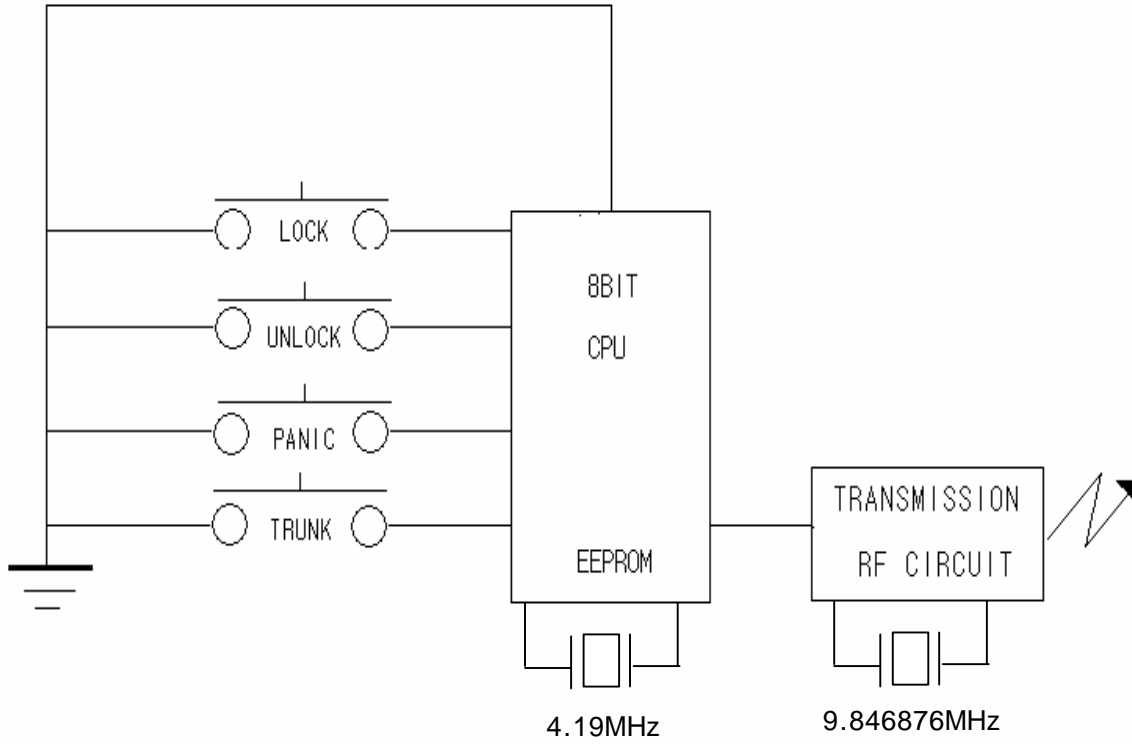 LOCK
UNLOCK
PANIC
TRUNK
8BIT
CPU
EEPROM
TRANSMISSION
RF CIRCUIT
4.19MHz
9.846876MHz